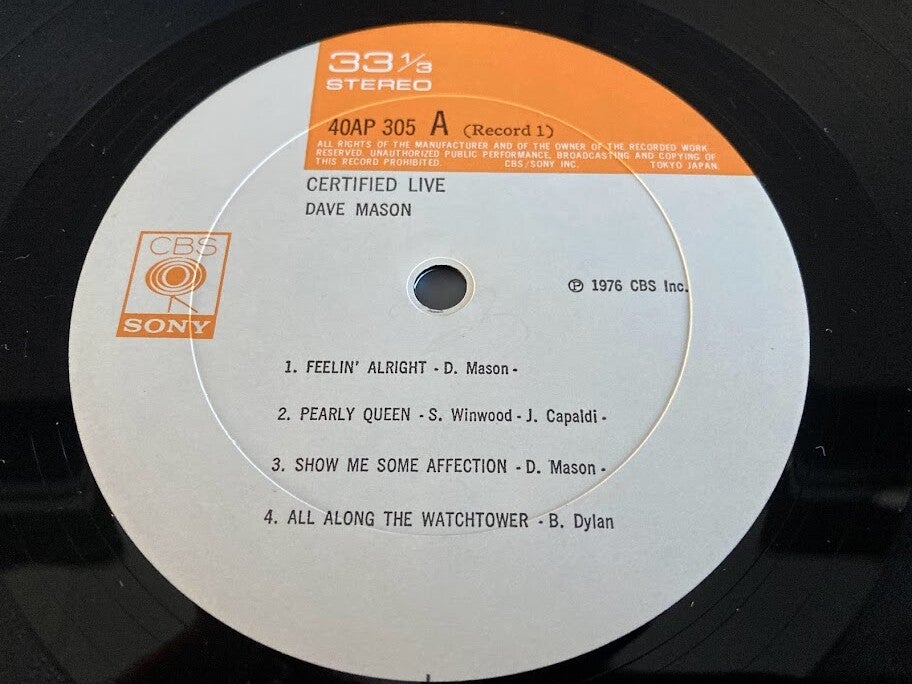 33 1/3
STEREO
40AP 305 A (Record 1)
ALL RIGHTS OF THE MANUFACTURER AND OF THE OWNER OF THE RECORDED WORK
RESERVED. UNAUTHORIZED PUBLIC PERFORMANCE, BROADCASTING AND COPYING OF
THIS RECORD PROHIBITED. CBS/SONY INC. TOKYO JAPAN
CERTIFIED LIVE
DAVE MASON
CBS
SONY
℗ 1976 CBS Inc.
1. FEELIN' ALRIGHT - D. Mason -
2. PEARLY QUEEN - S. Winwood - J. Capaldi -
3. SHOW ME SOME AFFECTION - D. Mason -
4. ALL ALONG THE WATCHTOWER - B. Dylan